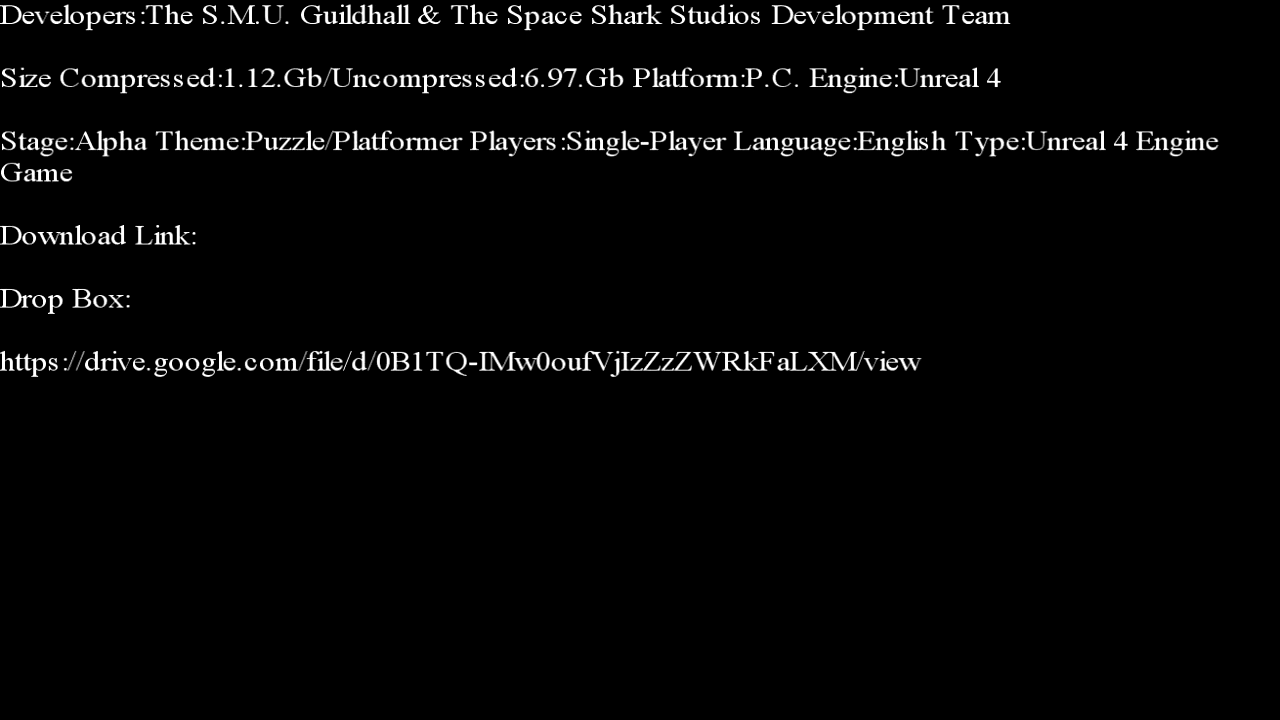 Developers:The S.M.U. Guildhall & The Space Shark Studios Development Team
Size Compressed:1.12.Gb/Uncompressed:6.97.Gb Platform:P.C. Engine:Unreal 4
Stage:Alpha Theme:Puzzle/Platformer Players:Single-Player Language:English Type:Unreal 4 Engine
Game
Download Link:
Drop Box:
https://drive.google.com/file/d/0B1TQ-IMw0oufVjIzZzZWRkFaLXM/view